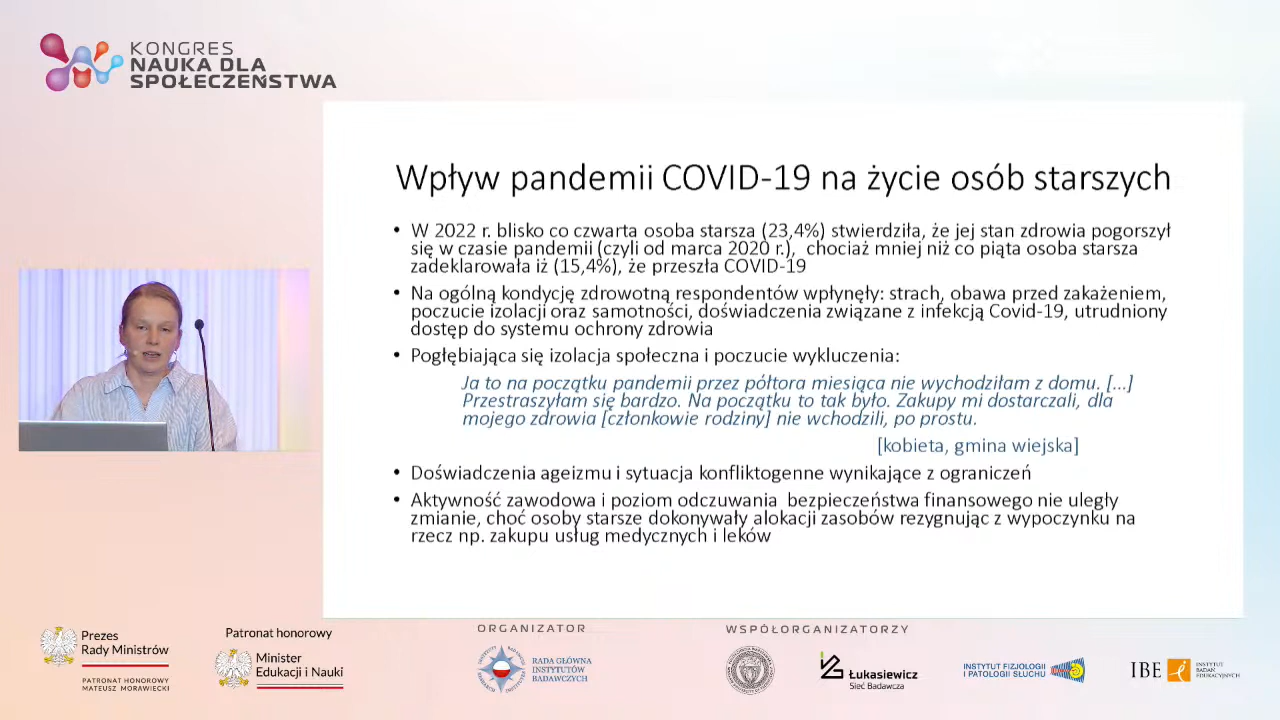 KONGRES
NAUKA DLA
SPOŁECZEŃSTWA
Wpływ pandemii COVID-19 na życie osób starszych
• W 2022 r. blisko co czwarta osoba starsza (23,4%) stwierdziła, że jej stan zdrowia pogorszył
się w czasie pandemii (czyli od marca 2020 r.), chociaż mniej niż co piąta osoba starsza
zadeklarowała iż (15,4%), że przeszła COVID-19
• Na ogólną kondycję zdrowotną respondentów wpłynęły: strach, obawa przed zakażeniem,
poczucie izolacji oraz samotności, doświadczenia związane z infekcją Covid-19, utrudniony
dostęp do systemu ochrony zdrowia
• Pogłębiająca się izolacja społeczna i poczucie wykluczenia:
Ja to na początku pandemii przez półtora miesiąca nie wychodziłam z domu. [...]
Przestraszyłam się bardzo. Na początku to tak było. Zakupy mi dostarczali, dla
mojego zdrowia [członkowie rodziny] nie wchodzili, po prostu.
[kobieta, gmina wiejska]
• Doświadczenia ageizmu i sytuacja konfliktogenne wynikające z ograniczeń
• Aktywność zawodowa i poziom odczuwania bezpieczeństwa finansowego nie uległy
zmianie, choć osoby starsze dokonywały alokacji zasobów rezygnując z wypoczynku na
rzecz np. zakupu usług medycznych i leków
Prezes
Rady Ministrów
PATRONAT HONOROWY
MATEUSZ MORAWIECKI
Patronat honorowy
Minister
Edukacji i Nauki
ORGANIZATOR
RADA GŁÓWNA
INSTYTUTÓW
BADAWCZYCH
WSPÓŁORGANIZATORZY
Łukasiewicz
Sieć Badawcza
INSTYTUT FIZJOLOGII
I PATOLOGII SŁUCHU
IBE
INSTYTUT
BADAŃ
EDUKACYJNYCH